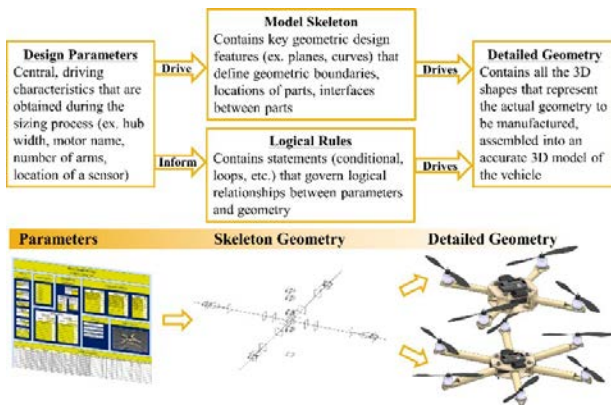 Model Skeleton
Contains key geometric design
features (ex. planes, curves) that
define geometric boundaries,
locations of parts, interfaces
between parts
Design Parameters
Central, driving
characteristics that are
obtained during the
sizing process (ex. hub
width, motor name,
number of arms,
location of a sensor)
Drive
Inform
Logical Rules
Contains statements (conditional,
loops, etc.) that govern logical
relationships between parameters
and geometry
Drives
Drives
Detailed Geometry
Contains all the 3D
shapes that represent
the actual geometry to
be manufactured,
assembled into an
accurate 3D model of
the vehicle
Parameters
Skeleton Geometry
Detailed Geometry